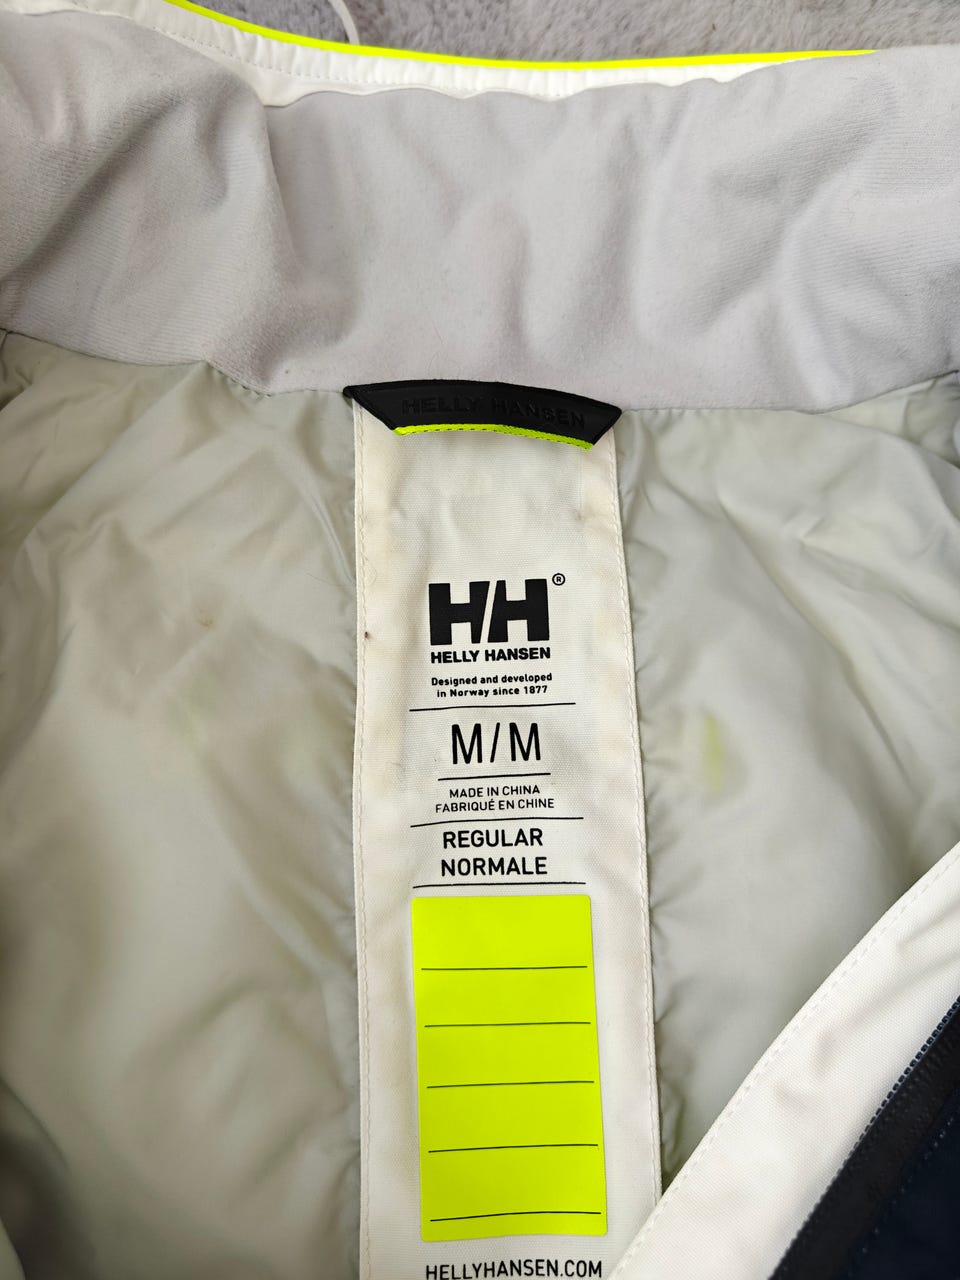 HELLY HANSEN
HH®
HELLY HANSEN
Designed and developed
in Norway since 1877
M/M
MADE IN CHINA
FABRIQUÉ EN CHINE
REGULAR
NORMALE
HELLYHANSEN.COM